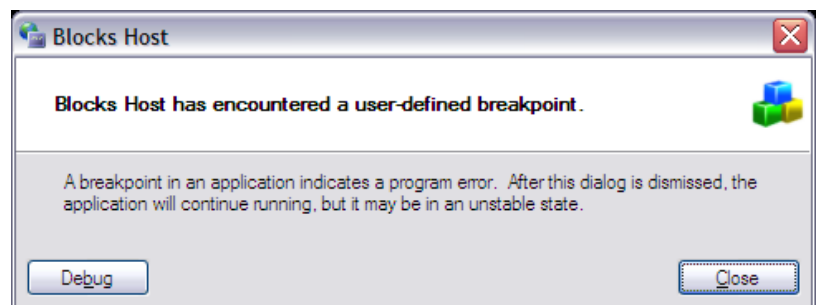 Blocks Host
Blocks Host has encountered a user-defined breakpoint.
A breakpoint in an application indicates a program error.  After this dialog is dismissed, the
application will continue running, but it may be in an unstable state.
Debug
Close